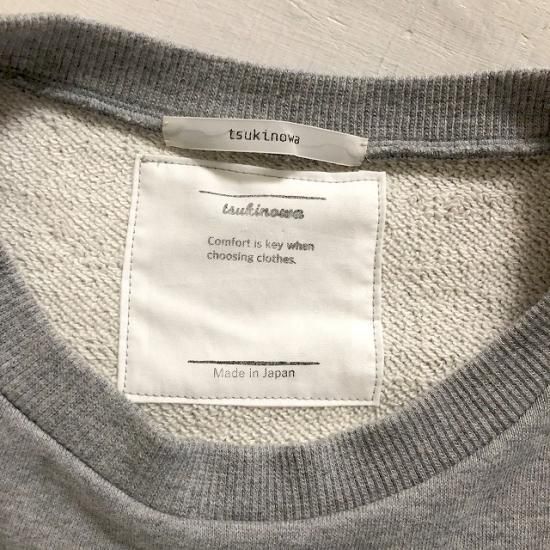 tsukinowa
tsukinowa
Comfort is key when
choosing clothes.
Made in Japan